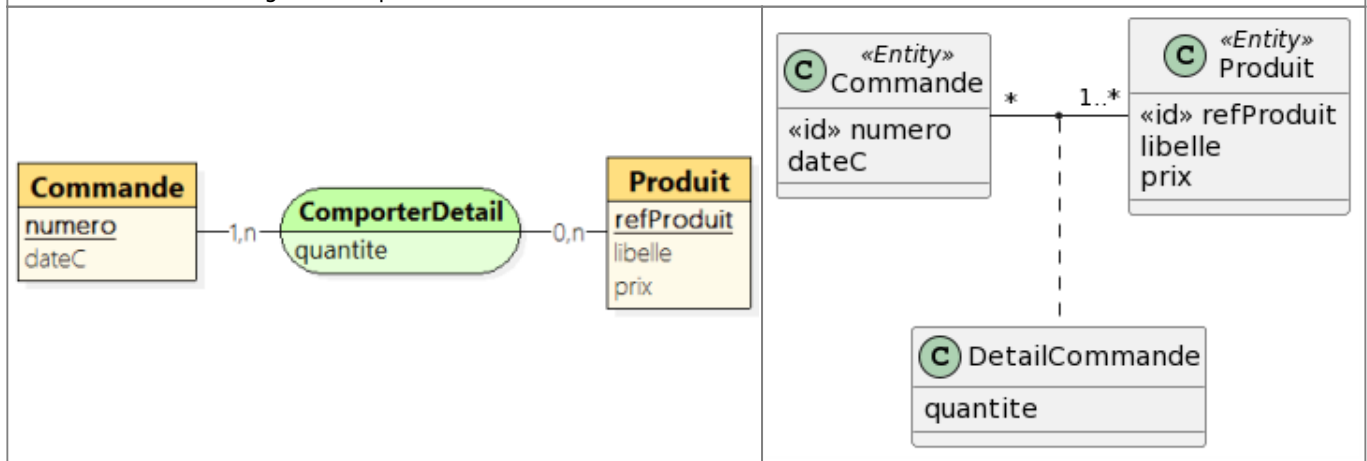 Commande
numero
dateC
1,n
ComporterDetail
quantite
0,n
Produit
refProduit
libelle
prix
C
«Entity»
Commande
«id» numero
dateC
*
1..*
C
«Entity»
Produit
«id» refProduit
libelle
prix
C DetailCommande
quantite